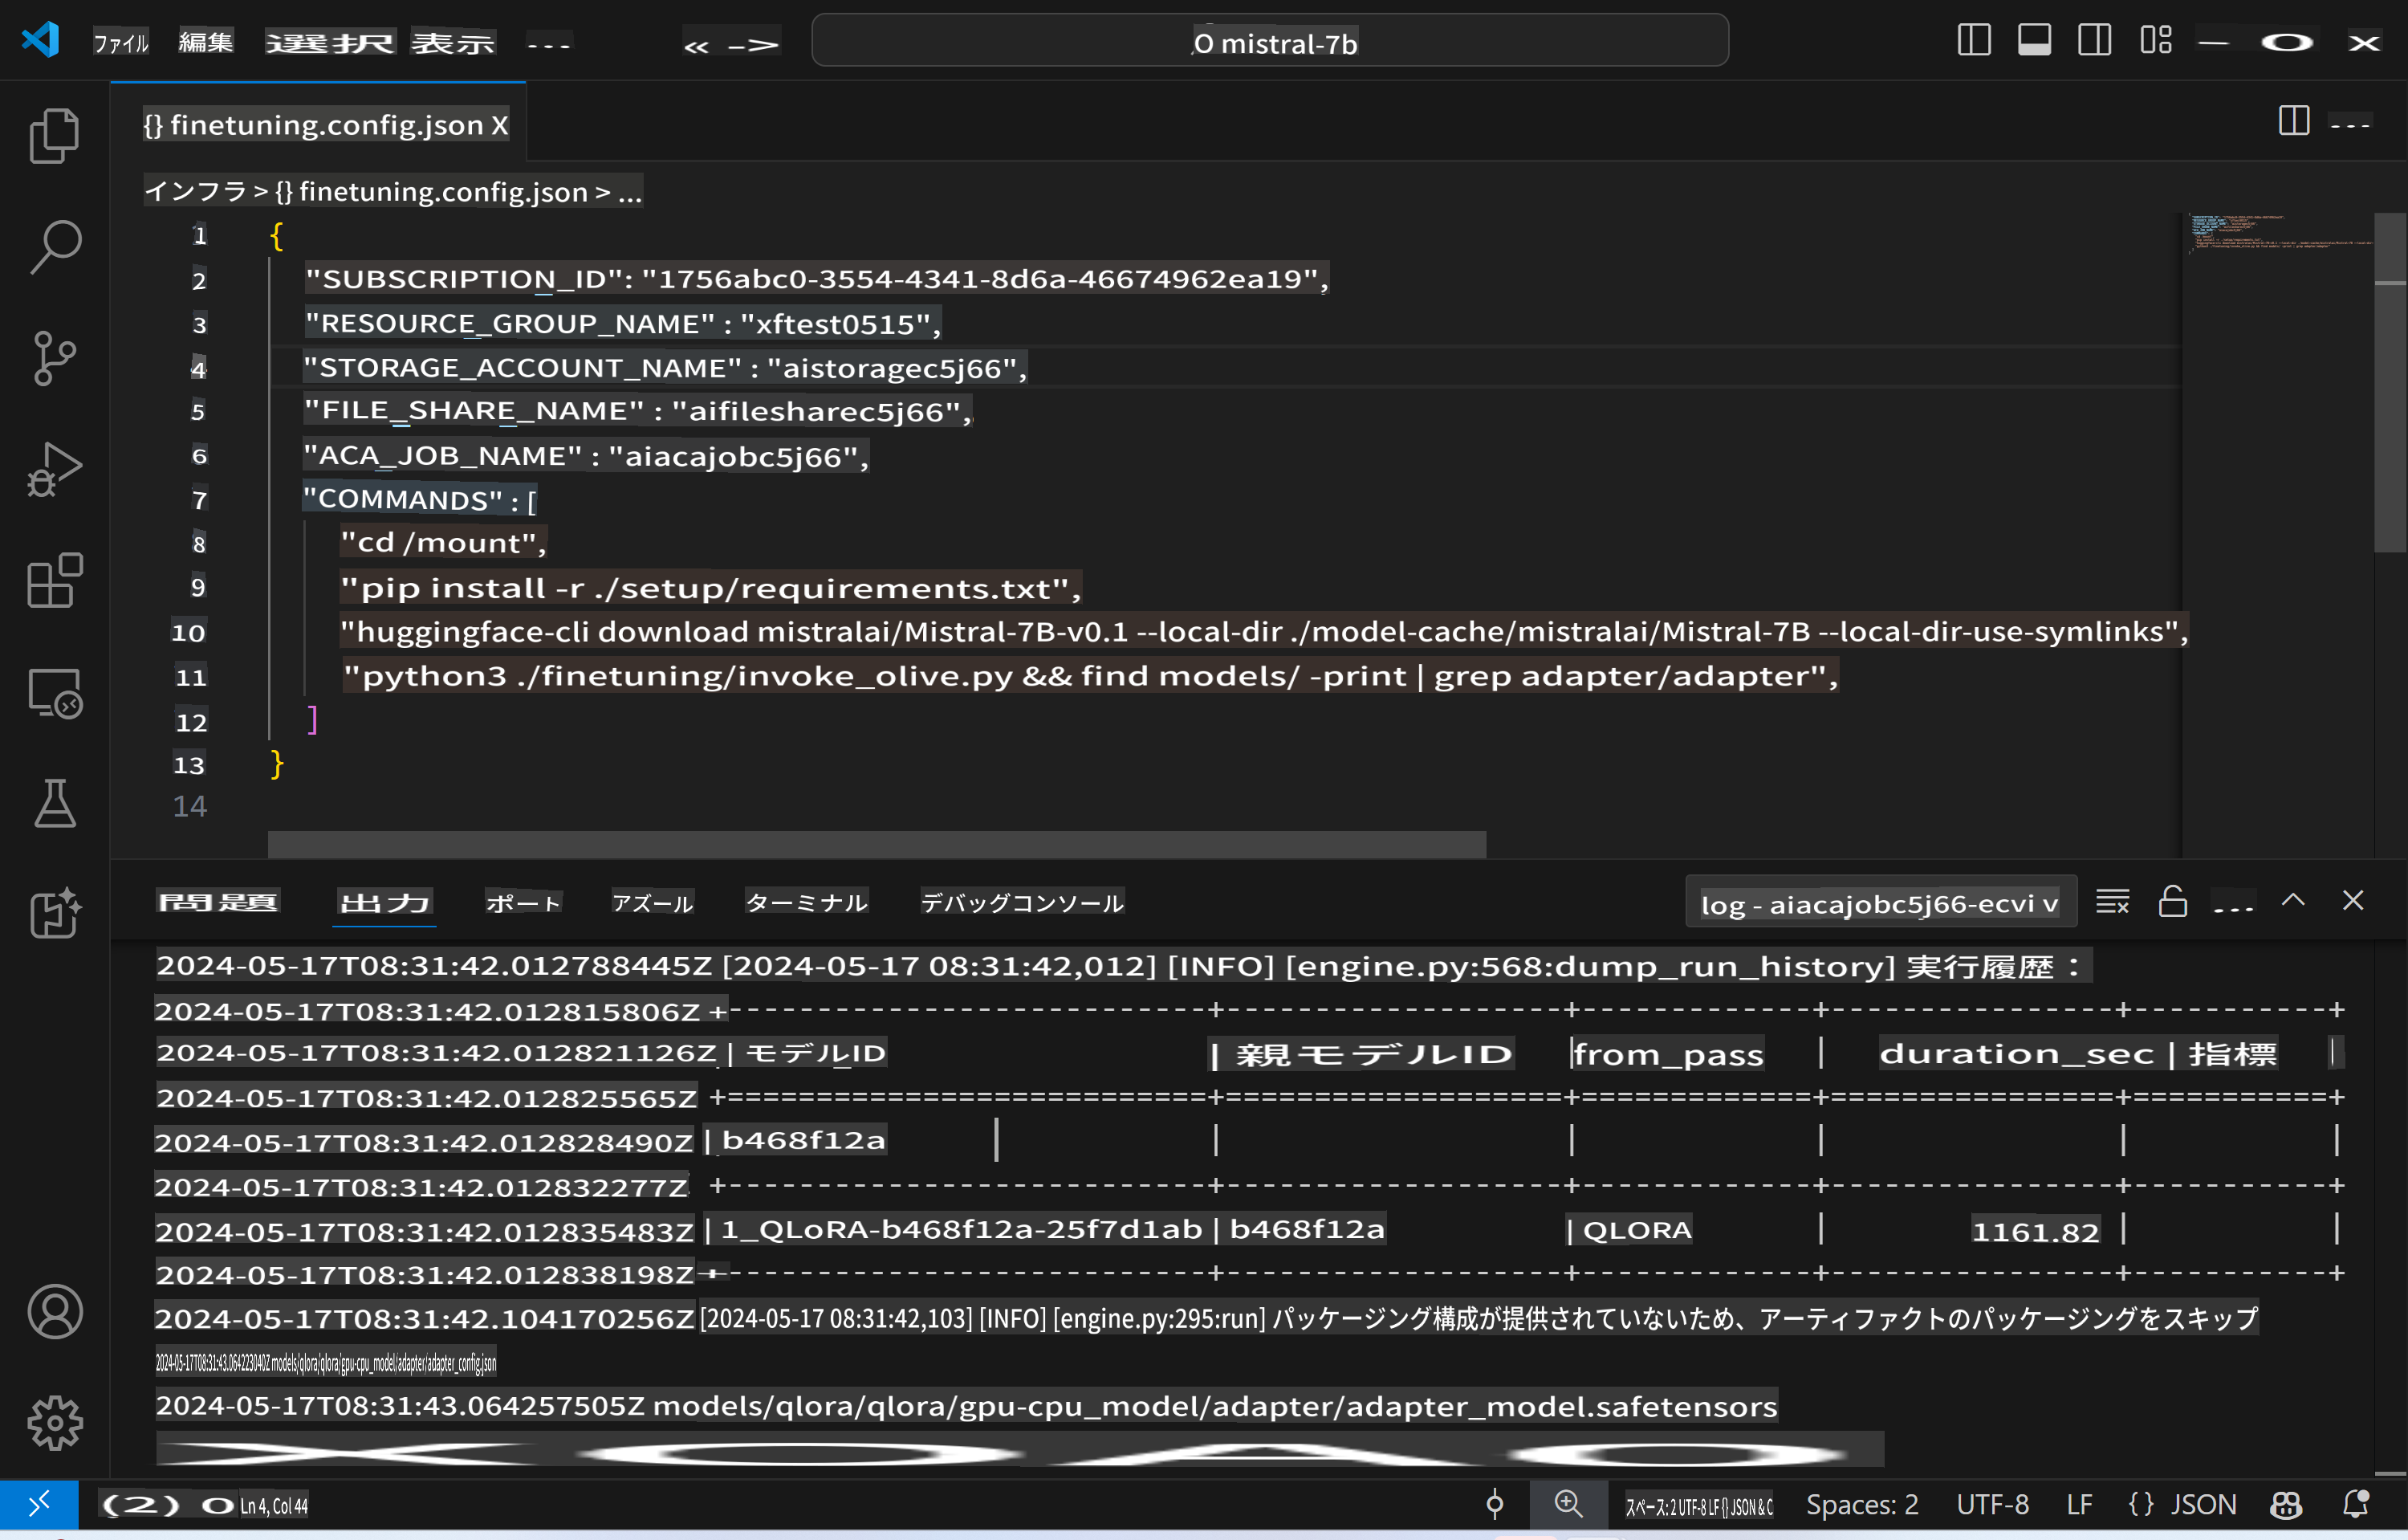 ファイル 編集 選択 表示 ... mistral-7b
{} finetuning.config.json X
インフラ > {} finetuning.config.json > ...
1 {
2 "SUBSCRIPTION_ID": "1756abc0-3554-4341-8d6a-46674962ea19",
3 "RESOURCE_GROUP_NAME" : "xftest0515",
4 "STORAGE_ACCOUNT_NAME" : "aistoragec5j66",
5 "FILE_SHARE_NAME" : "aifilesharec5j66",
6 "ACA_JOB_NAME" : "aiacajobc5j66",
7 "COMMANDS" : [
8 "cd /mount",
9 "pip install -r ./setup/requirements.txt",
10 "huggingface-cli download mistralai/Mistral-7B-v0.1 --local-dir ./model-cache/mistralai/Mistral-7B --local-dir-use-symlinks",
11 "python3 ./finetuning/invoke_olive.py && find models/ -print | grep adapter/adapter",
12 ]
13 }
14
問題 出力 ポート アズール ターミナル デバッグコンソール log - aiacajobc5j66-ecvi v
2024-05-17T08:31:42.012788445Z [2024-05-17 08:31:42,012] [INFO] [engine.py:568:dump_run_history] 実行履歴：
2024-05-17T08:31:42.012815806Z +---------------------------+-------------------+-------------+----------------+-----------+
2024-05-17T08:31:42.012821126Z | モデルID | 親モデルID | from_pass | duration_sec | 指標 |
2024-05-17T08:31:42.012825565Z +===========================+===================+=============+================+===========+
2024-05-17T08:31:42.012828490Z | b468f12a | | | | |
2024-05-17T08:31:42.012832277Z +---------------------------+-------------------+-------------+----------------+-----------+
2024-05-17T08:31:42.012835483Z | 1_QLoRA-b468f12a-25f7d1ab | b468f12a | QLORA | 1161.82 | |
2024-05-17T08:31:42.012838198Z +---------------------------+-------------------+-------------+----------------+-----------+
2024-05-17T08:31:42.104170256Z [2024-05-17 08:31:42,103] [INFO] [engine.py:295:run] パッケージング構成が提供されていないため、アーティファクトのパッケージングをスキップ
2024-05-17T08:31:43.064223040Z models/qlora/qlora/gpu-cpu_model/adapter/adapter_config.json
2024-05-17T08:31:43.064257505Z models/qlora/qlora/gpu-cpu_model/adapter/adapter_model.safetensors
(2) O Ln 4, Col 44 スペース: 2 UTF-8 LF {} JSON & C Spaces: 2 UTF-8 LF {} JSON